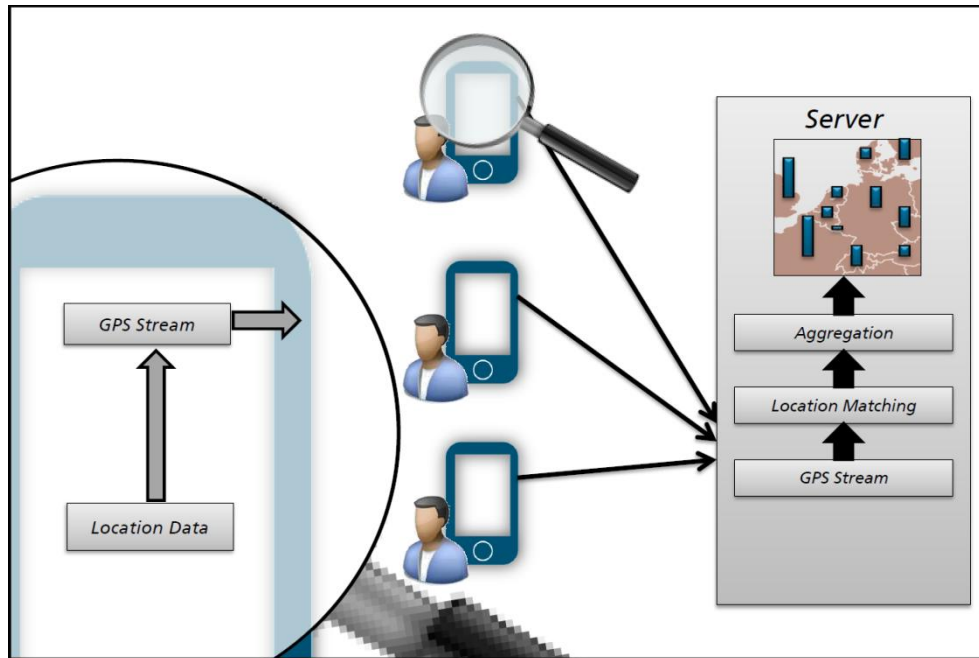 GPS Stream
Location Data
Server
Aggregation
Location Matching
GPS Stream